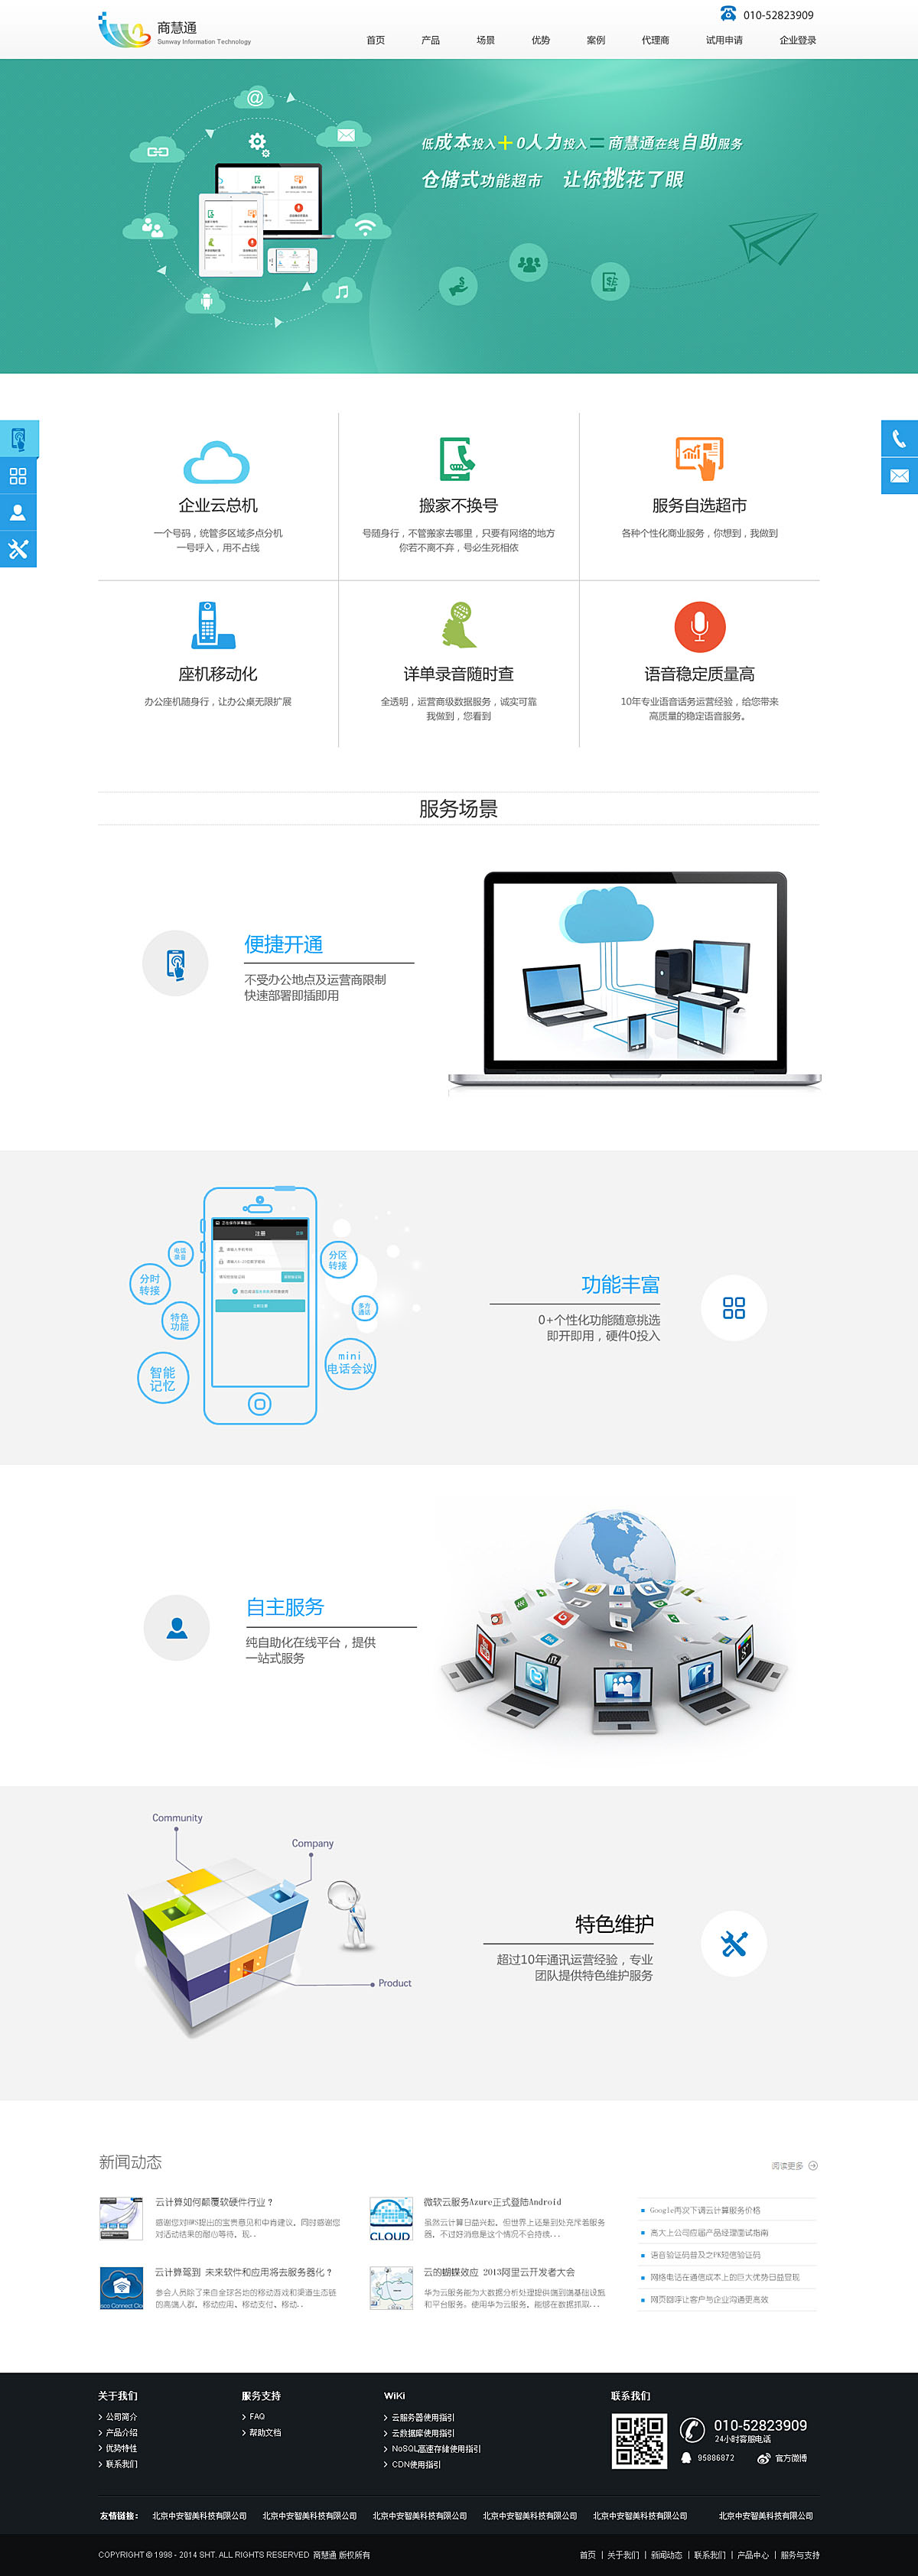 商慧通
Sunway Information Technology
010-52823909
首页 产品 场景 优势 案例 代理商 试用申请 企业登录
低成本投入+0人力投入=商慧通在线自助服务
仓储式功能超市 让你挑花了眼
企业云总机
一个号码，统管多区域多点分机
一号呼入，用不占线
搬家不换号
号随身行，不管搬家去哪里，只要有网络的地方
你若不离不弃，号必生死相依
服务自选超市
各种个性化商业服务，你想到，我做到
座机移动化
办公座机随身行，让办公桌无限扩展
详单录音随时查
全透明，运营商级数据服务，诚实可靠
我做到，您看到
语音稳定质量高
10年专业语音话务运营经验，给您带来
高质量的稳定语音服务。
服务场景
便捷开通
不受办公地点及运营商限制
快速部署即插即用
注册
电话
录音
分时
转接
特色
功能
智能
记忆
分区
转接
多方
通话
mini
电话会议
功能丰富
0+个性化功能随意挑选
即开即用，硬件0投入
自主服务
纯自助化在线平台，提供
一站式服务
Community
Company
Product
特色维护
超过10年通讯运营经验，专业
团队提供特色维护服务
新闻动态
阅读更多
云计算如何颠覆软硬件行业？
感谢您对BMS提出的宝贵意见和中肯建议，同时感谢您
对活动结果的耐心等待，现..
微软云服务Azure正式登陆Android
虽然云计算日益兴起，但世界上还是到处充斥着服务
器，不过好消息是这个情况不会持续...
CLOUD
云计算驾到 未来软件和应用将去服务器化？
参会人员除了来自全球各地的移动游戏和渠道生态链
的高端人群，移动应用，移动支付，移动..
云的蝴蝶效应 2013阿里云开发者大会
华为云服务能为大数据分析处理提供端到端基础设施
和平台服务。使用华为云服务，能够在数据抓取...
Google再次下调云计算服务价格
高大上公司应届产品经理面试指南
语音验证码普及之PK短信验证码
网络电话在通信成本上的巨大优势日益显现
网页回呼让客户与企业沟通更高效
关于我们
公司简介
产品介绍
优势特性
联系我们
服务支持
FAQ
帮助文档
WiKi
云服务器使用指引
云数据库使用指引
NoSQL高速存储使用指引
CDN使用指引
联系我们
010-52823909
24小时客服电话
95886872 官方微博
友情链接： 北京中安智美科技有限公司 北京中安智美科技有限公司 北京中安智美科技有限公司 北京中安智美科技有限公司 北京中安智美科技有限公司 北京中安智美科技有限公司
COPYRIGHT © 1998 - 2014 SHT. ALL RIGHTS RESERVED 商慧通 版权所有
首页 | 关于我们 | 新闻动态 | 联系我们 | 产品中心 | 服务与支持